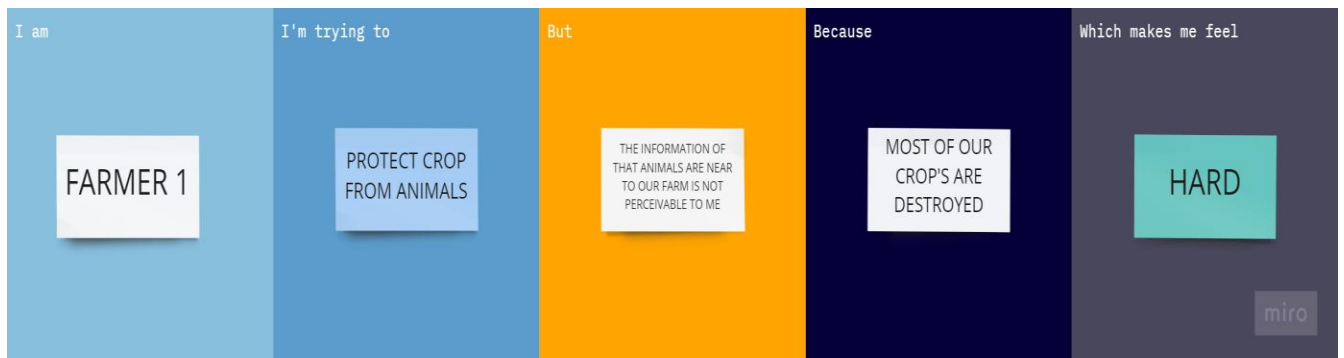 I am
FARMER 1
I'm trying to
PROTECT CROP
FROM ANIMALS
But
THE INFORMATION OF
THAT ANIMALS ARE NEAR
TO OUR FARM IS NOT
PERCEIVABLE TO ME
Because
MOST OF OUR
CROP'S ARE
DESTROYED
Which makes me feel
HARD
miro